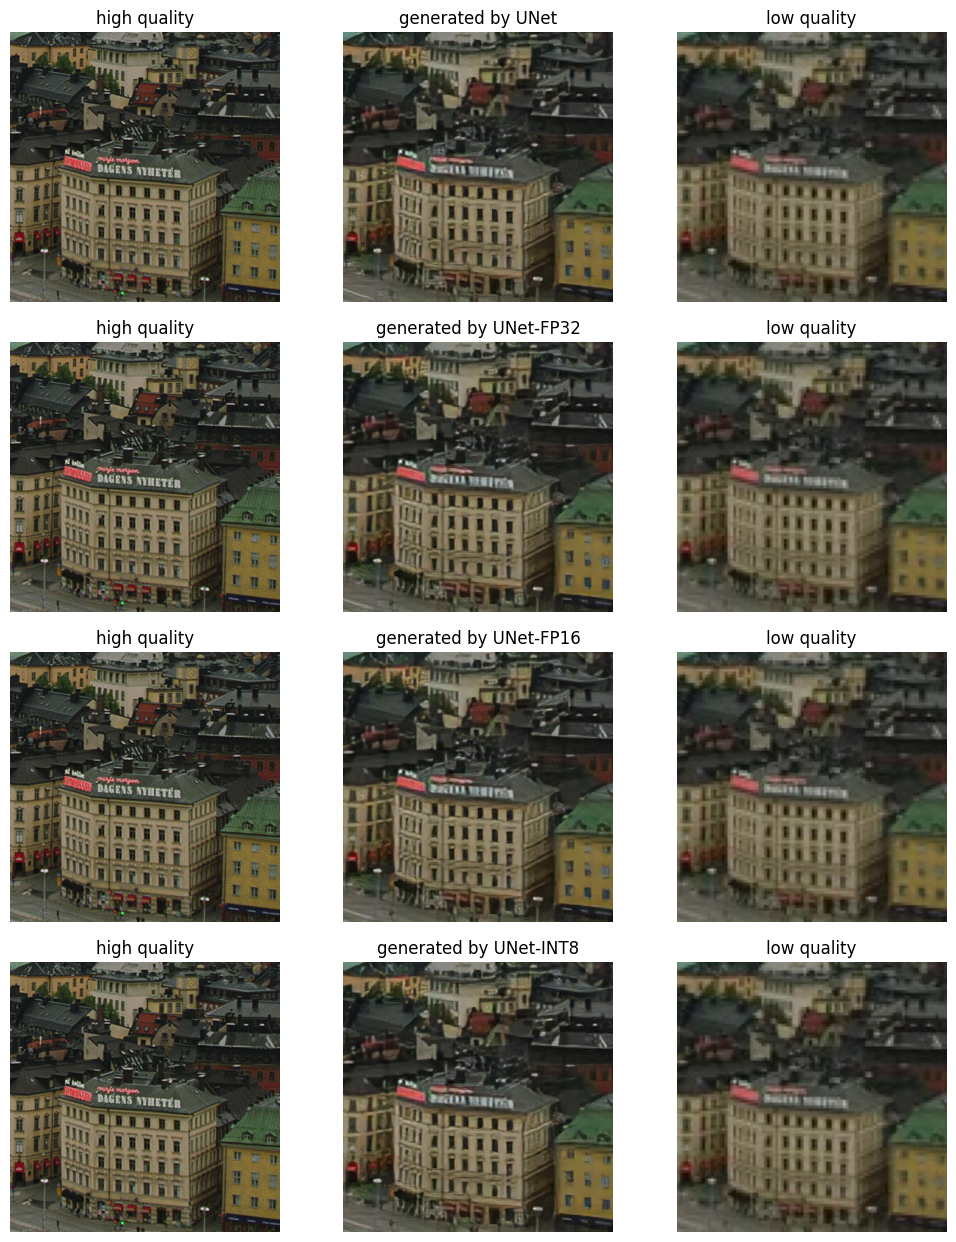 high quality
generated by UNet
low quality
marje morgon
DAGENS NYHETER
high quality
generated by UNet-FP32
low quality
DAGENS NYHETER
high quality
generated by UNet-FP16
low quality
DAGENS NYHETER
high quality
generated by UNet-INT8
low quality
DAGENS NYHETER